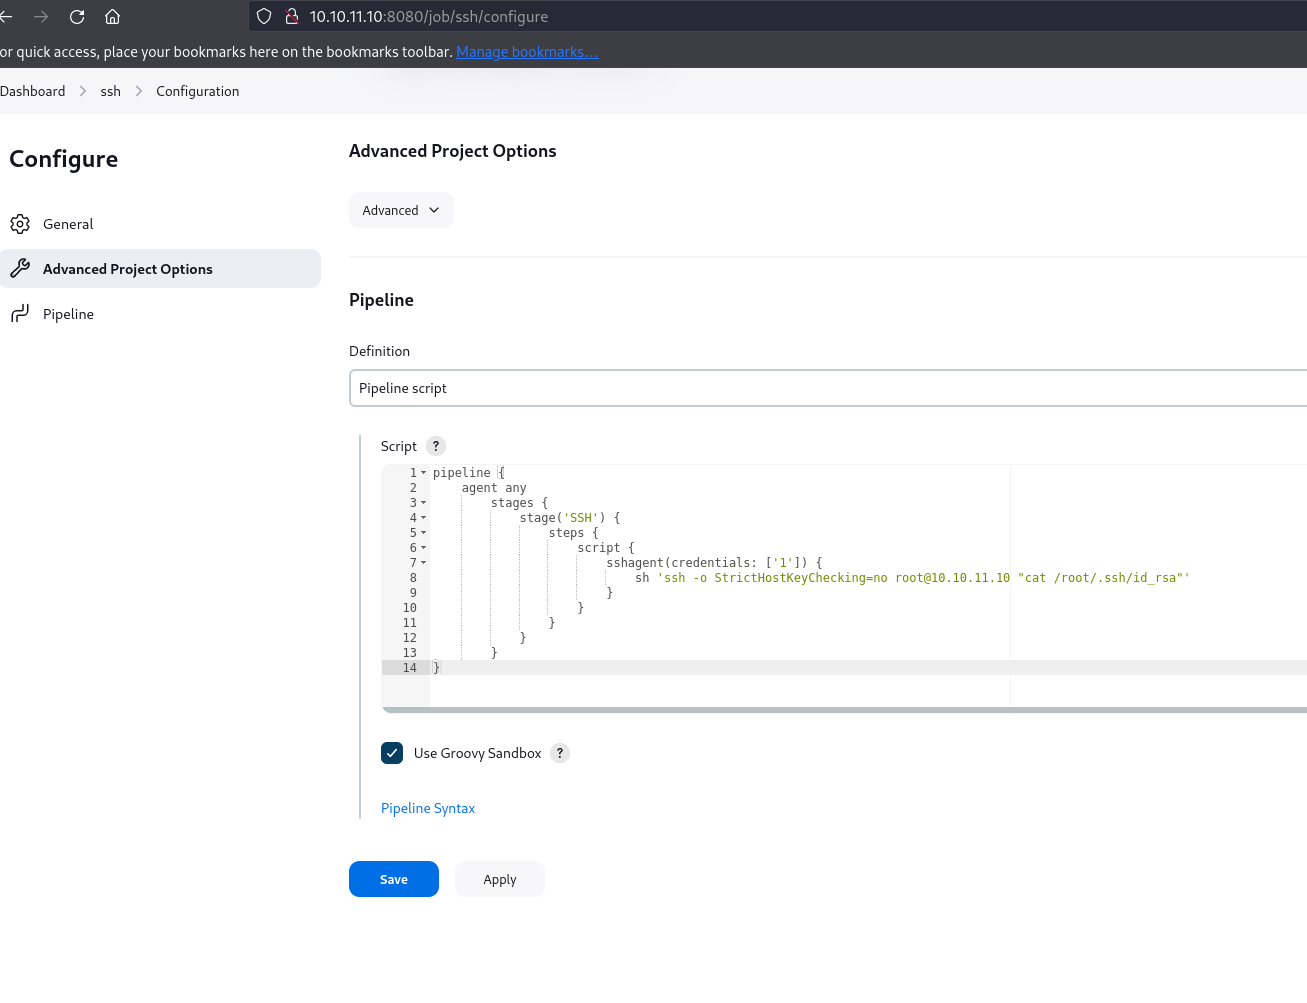 10.10.11.10:8080/job/ssh/configure
or quick access, place your bookmarks here on the bookmarks toolbar. Manage bookmarks…
Dashboard > ssh > Configuration
Configure
General
Advanced Project Options
Pipeline
Advanced Project Options
Advanced
Pipeline
Definition
Pipeline script
Script ?
1 pipeline {
2     agent any
3         stages {
4             stage('SSH') {
5                 steps {
6                     script {
7                         sshagent(credentials: ['1']) {
8                             sh 'ssh -o StrictHostKeyChecking=no root@10.10.11.10 "cat /root/.ssh/id_rsa"'
9                         }
10                     }
11                 }
12             }
13         }
14 }
Use Groovy Sandbox ?
Pipeline Syntax
Save Apply